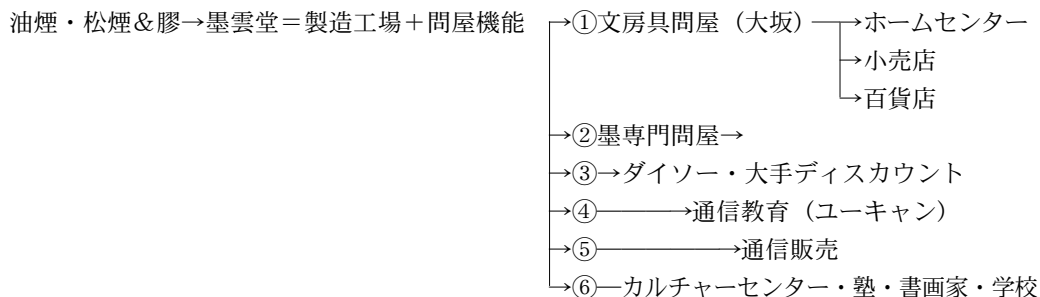 油煙・松煙＆膠→墨雲堂＝製造工場＋問屋機能 →①文房具問屋（大坂）→ホームセンター
→小売店
→百貨店
→②墨専門問屋→
→③→ダイソー・大手ディスカウント
→④→通信教育（ユーキャン）
→⑤→通信販売
→⑥―カルチャーセンター・塾・書画家・学校